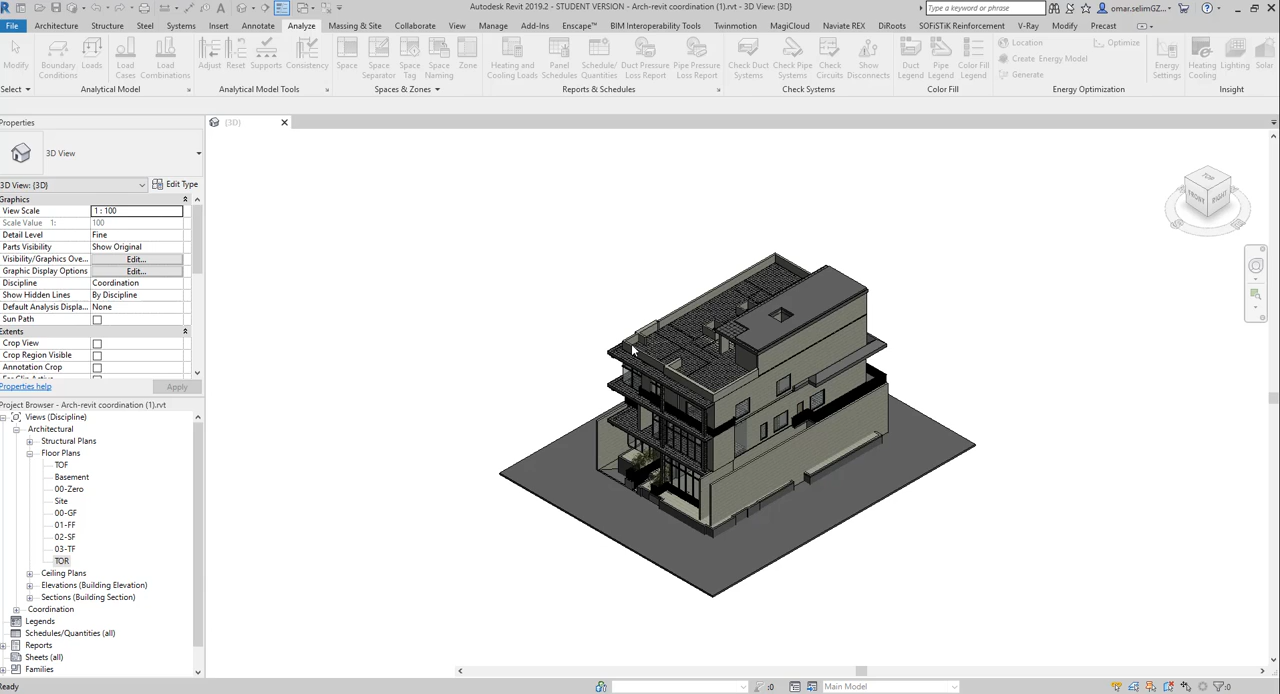 Autodesk Revit 2019.2 - STUDENT VERSION - Arch-revit coordination (1).rvt - 3D View: {3D}
Type a keyword or phrase
omar.selimGZ...
File Architecture Structure Steel Systems Insert Annotate Analyze Massing & Site Collaborate View Manage Add-Ins Enscape™ BIM Interoperability Tools Twinmotion MagiCloud Naviate REX DiRoots SOFiSTiK Reinforcement V-Ray Modify Precast
Modify
Boundary Conditions
Loads
Load Cases
Load Combinations
Adjust
Reset
Supports
Consistency
Space
Space Separator
Space Tag
Space Naming
Zone
Heating and Cooling Loads
Panel Schedules
Schedule/ Quantities
Duct Pressure Loss Report
Pipe Pressure Loss Report
Check Duct Systems
Check Pipe Systems
Check Circuits
Show Disconnects
Duct Legend
Pipe Legend
Color Fill Legend
Location
Create Energy Model
Generate
Optimize
Energy Settings
Heating Cooling
Lighting
Solar
Select
Analytical Model
Analytical Model Tools
Spaces & Zones
Reports & Schedules
Check Systems
Color Fill
Energy Optimization
Insight
Properties
{3D}
3D View
3D View: {3D}
Edit Type
Graphics
View Scale 1 : 100
Scale Value 1: 100
Detail Level Fine
Parts Visibility Show Original
Visibility/Graphics Ove... Edit...
Graphic Display Options Edit...
Discipline Coordination
Show Hidden Lines By Discipline
Default Analysis Displa... None
Sun Path
Extents
Crop View
Crop Region Visible
Annotation Crop
Properties help
Apply
Project Browser - Arch-revit coordination (1).rvt
Views (Discipline)
Architectural
Structural Plans
Floor Plans
TOF
Basement
00-Zero
Site
00-GF
01-FF
02-SF
03-TF
TOR
Ceiling Plans
Elevations (Building Elevation)
Sections (Building Section)
Coordination
Legends
Schedules/Quantities (all)
Reports
Sheets (all)
Families
TOP
FRONT
RIGHT
Ready
:0
Main Model
:0